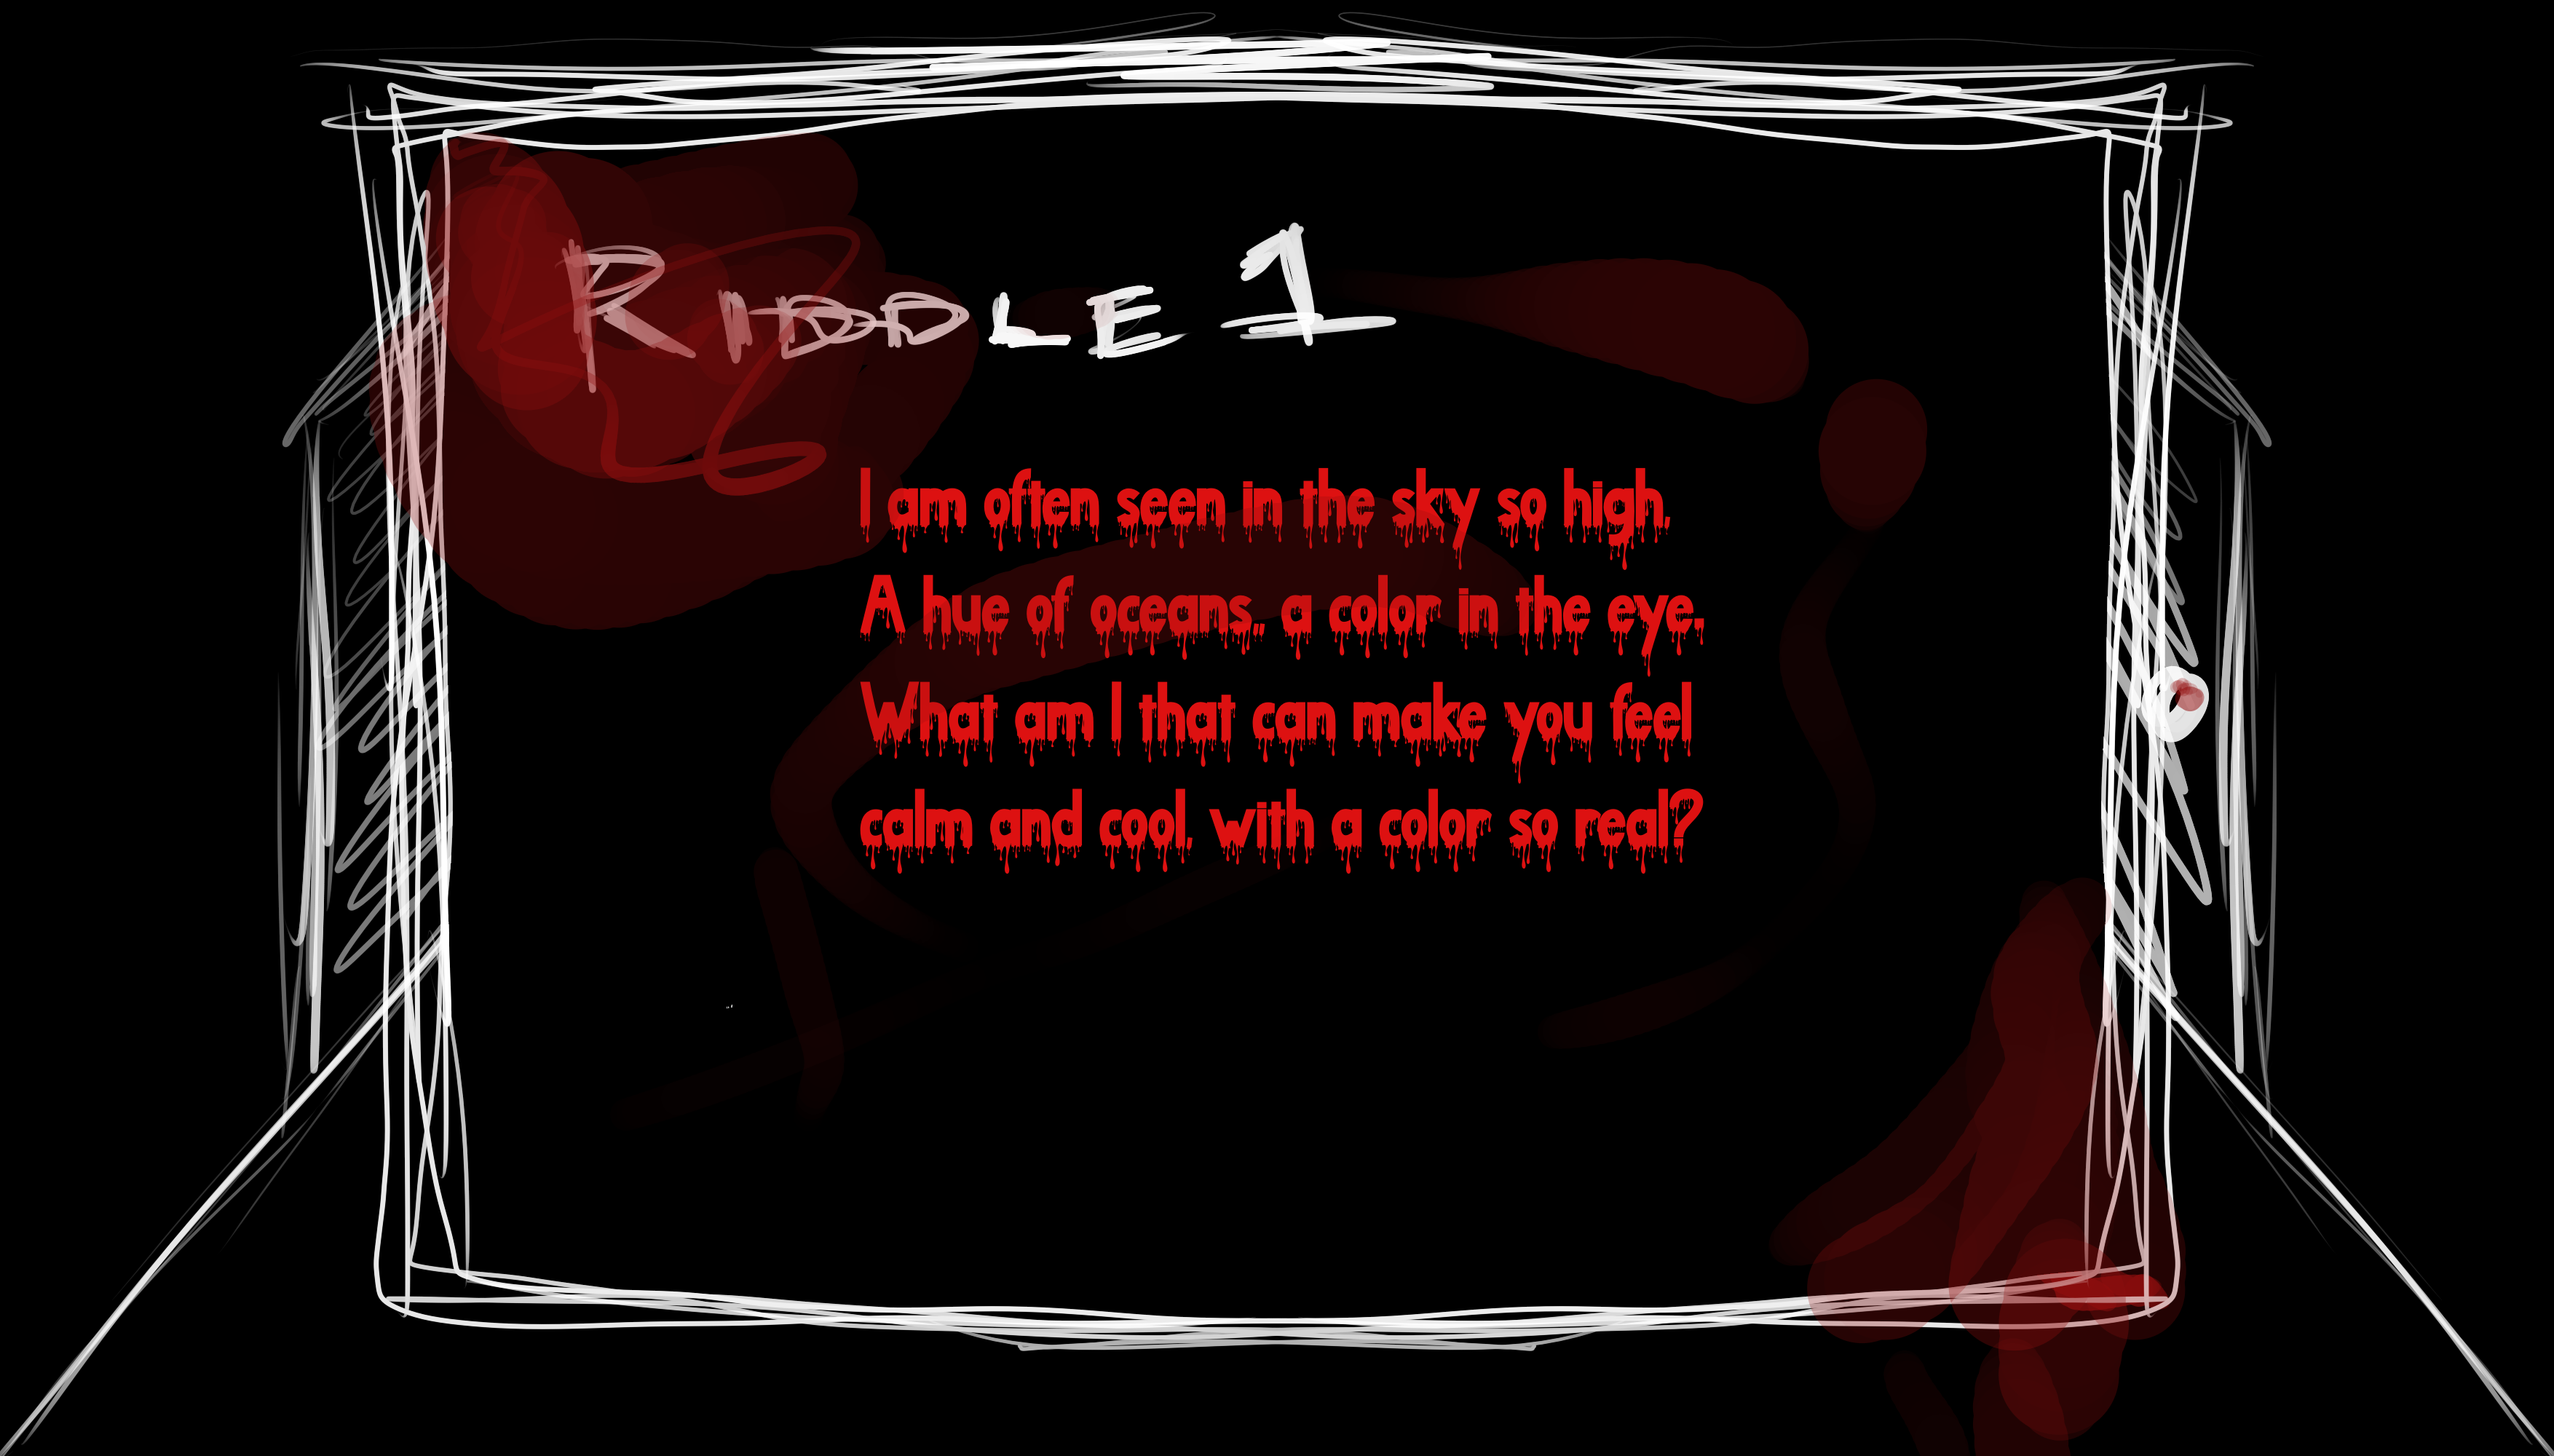 RIDDLE 1
I am often seen in the sky so high,
A hue of oceans,, a color in the eye.
What am I that can make you feel
calm and cool, with a color so real?